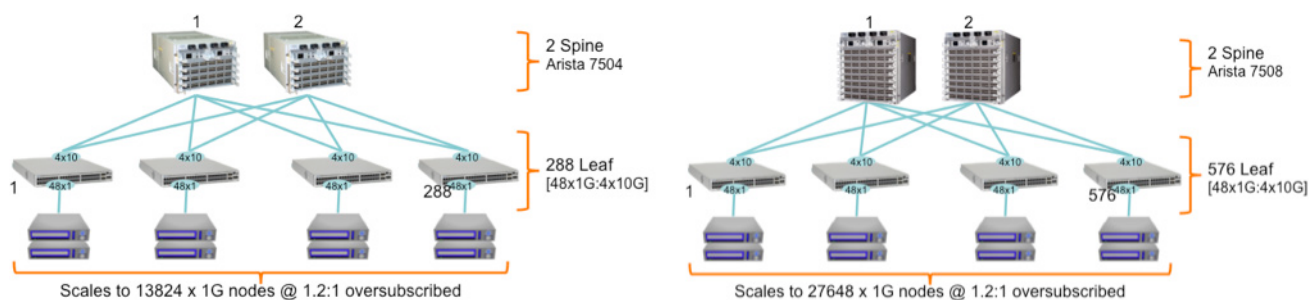 1 2
2 Spine
Arista 7504
4x10 4x10 4x10 4x10
288 Leaf
[48x1G:4x10G]
1 48x1 48x1 48x1 288 48x1
Scales to 13824 x 1G nodes @ 1.2:1 oversubscribed
1 2
2 Spine
Arista 7508
4x10 4x10 4x10 4x10
576 Leaf
[48x1G:4x10G]
1 48x1 48x1 48x1 576 48x1
Scales to 27648 x 1G nodes @ 1.2:1 oversubscribed